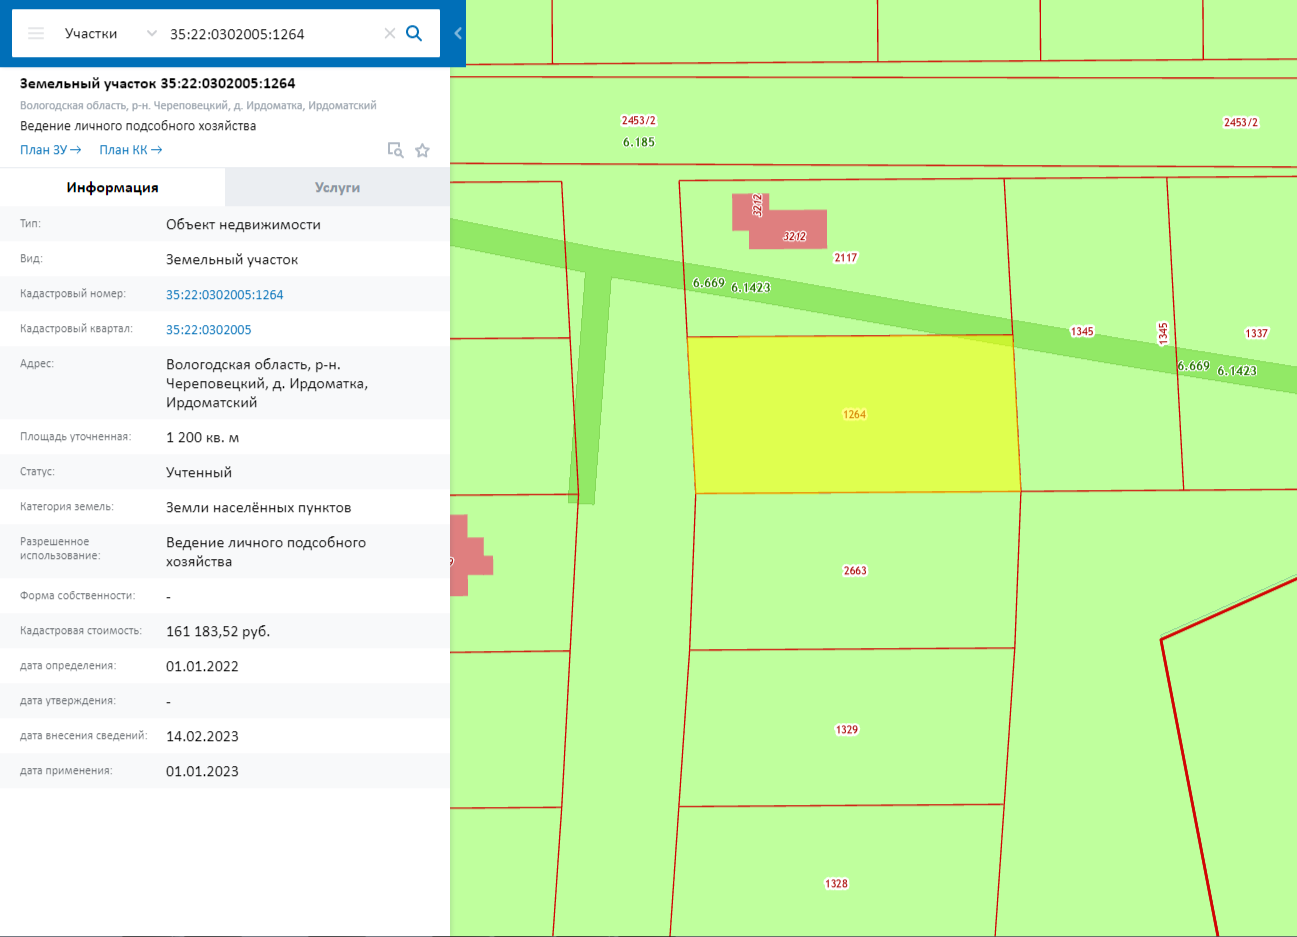 Участки
35:22:0302005:1264
Земельный участок 35:22:0302005:1264
Вологодская область, р-н. Череповецкий, д. Ирдоматка, Ирдоматский
Ведение личного подсобного хозяйства
План ЗУ→ План КК→
Информация
Услуги
Тип:
Объект недвижимости
Вид:
Земельный участок
Кадастровый номер:
35:22:0302005:1264
Кадастровый квартал:
35:22:0302005
Адрес:
Вологодская область, р-н.
Череповецкий, д. Ирдоматка,
Ирдоматский
Площадь уточненная:
1 200 кв. м
Статус:
Учтенный
Категория земель:
Земли населённых пунктов
Разрешенное
использование:
Ведение личного подсобного
хозяйства
Форма собственности:
-
Кадастровая стоимость:
161 183,52 руб.
дата определения:
01.01.2022
дата утверждения:
-
дата внесения сведений:
14.02.2023
дата применения:
01.01.2023
2453/2
6.185
2453/2
3212
3212
2117
6.669
6.1423
1345
1345
1337
6.669
6.1423
1264
9
2663
1329
1328